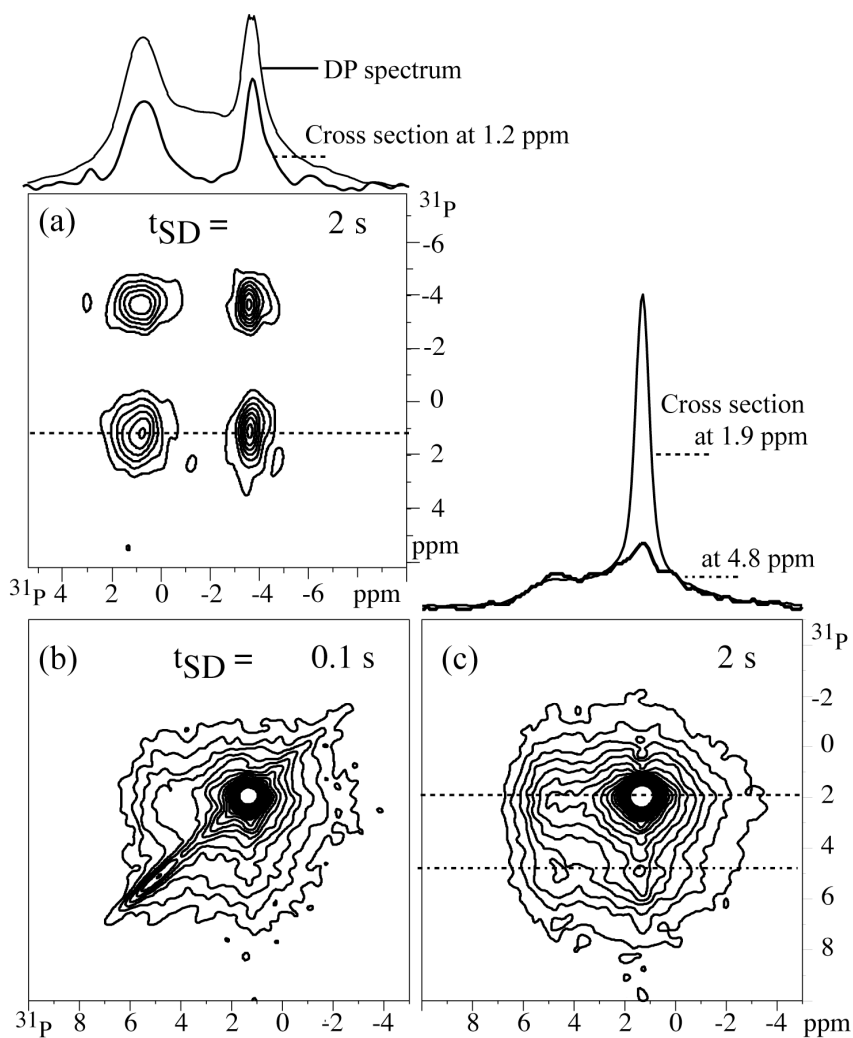 DP spectrum
Cross section at 1.2 ppm
31P
(a) tSD = 2 s
-6
-4
-2
0
2
4
ppm
31P 4 2 0 -2 -4 -6 ppm
Cross section
at 1.9 ppm
at 4.8 ppm
(b) tSD = 0.1 s
(c) 2 s
31P
-2
0
2
4
6
8
31P 8 6 4 2 0 -2 -4
8 6 4 2 0 -2 -4 ppm